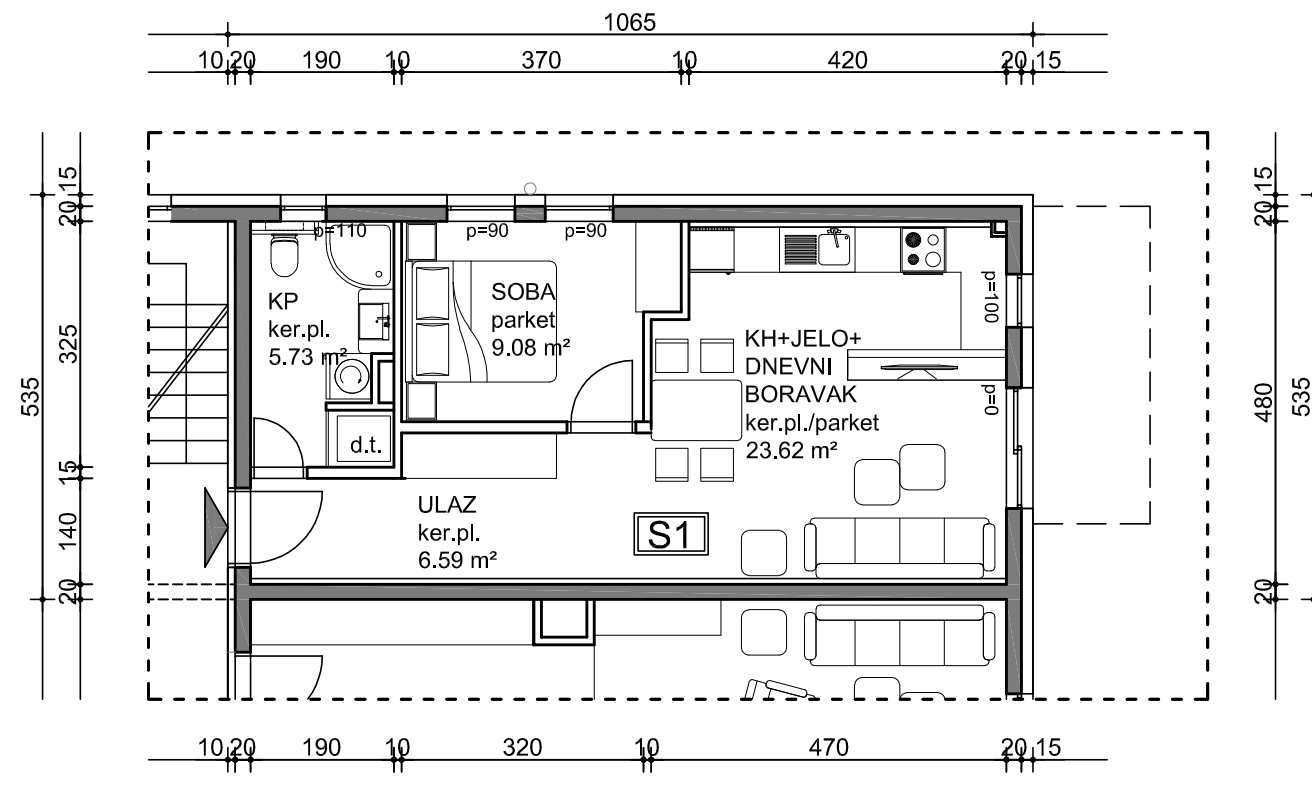 1065
10 20 190 10 370 10 420 20 15
15
20
325
15
140
20
535
15
20
480
20
535
p=110
p=90
p=90
p=100
p=0
KP
ker.pl.
5.73 m²
SOBA
parket
9.08 m²
KH+JELO+
DNEVNI
BORAVAK
ker.pl./parket
23.62 m²
d.t.
ULAZ
ker.pl.
6.59 m²
S1
10 20 190 10 320 10 470 20 15